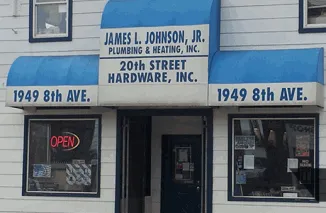 JAMES L. JOHNSON, JR.
PLUMBING & HEATING, INC.
20th STREET
HARDWARE, INC.
1949 8th AVE.
1949 8th AVE.
OPEN